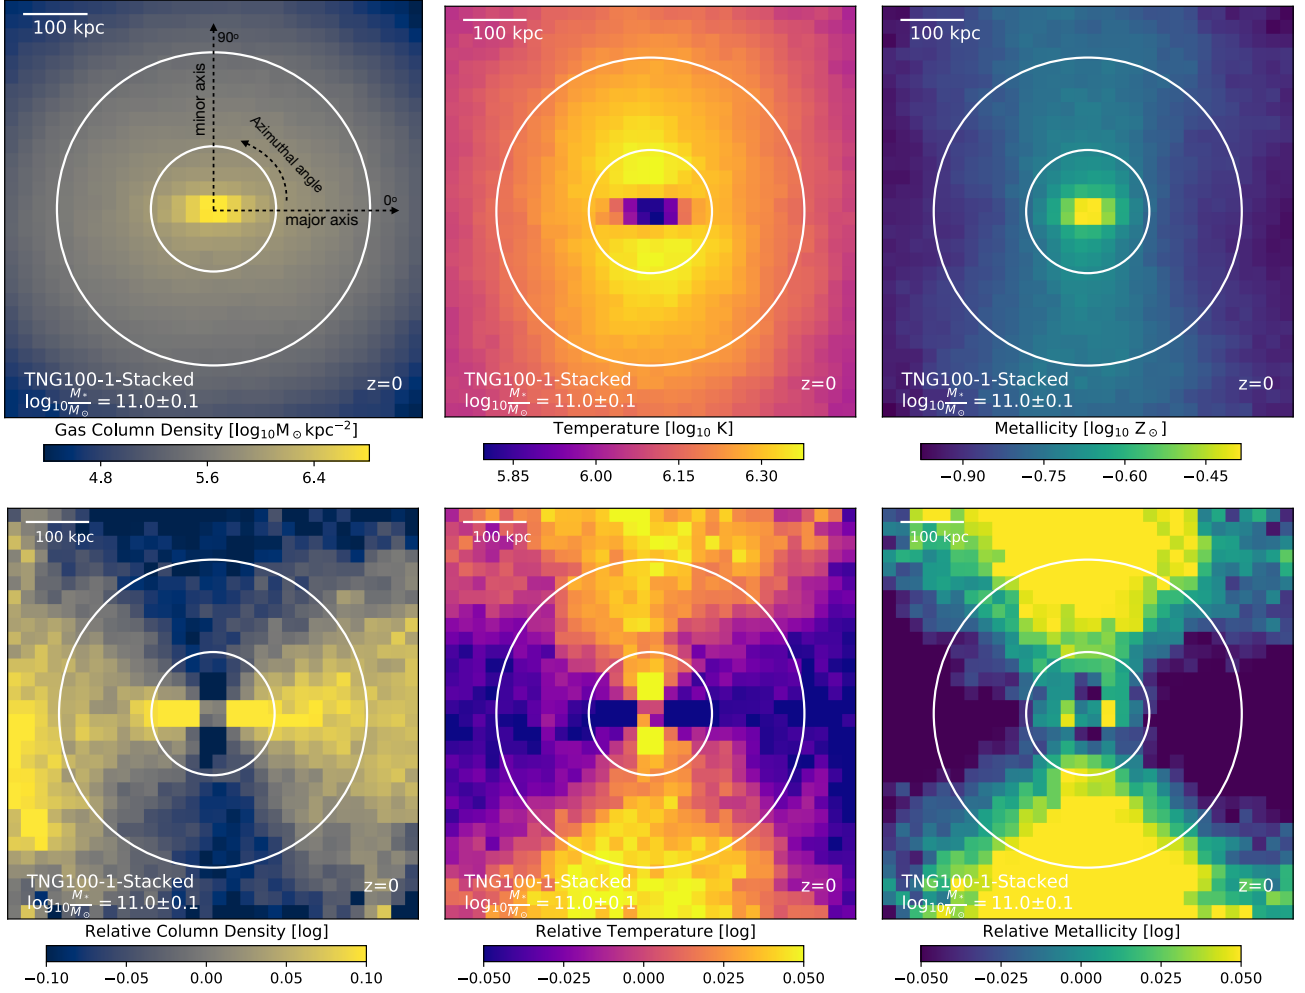 100 kpc
90°
minor axis
Azimuthal angle
0°
major axis
TNG100-1-Stacked
z=0
log₁₀ M*/M⊙ = 11.0±0.1
Gas Column Density [log₁₀M⊙kpc⁻²]
4.8 5.6 6.4
100 kpc
TNG100-1-Stacked
z=0
log₁₀ M*/M⊙ = 11.0±0.1
Temperature [log₁₀ K]
5.85 6.00 6.15 6.30
100 kpc
TNG100-1-Stacked
z=0
log₁₀ M*/M⊙ = 11.0±0.1
Metallicity [log₁₀ Z⊙]
−0.90 −0.75 −0.60 −0.45
100 kpc
TNG100-1-Stacked
z=0
log₁₀ M*/M⊙ = 11.0±0.1
Relative Column Density [log]
−0.10 −0.05 0.00 0.05 0.10
100 kpc
TNG100-1-Stacked
z=0
log₁₀ M*/M⊙ = 11.0±0.1
Relative Temperature [log]
−0.050 −0.025 0.000 0.025 0.050
100 kpc
TNG100-1-Stacked
z=0
log₁₀ M*/M⊙ = 11.0±0.1
Relative Metallicity [log]
−0.050 −0.025 0.000 0.025 0.050